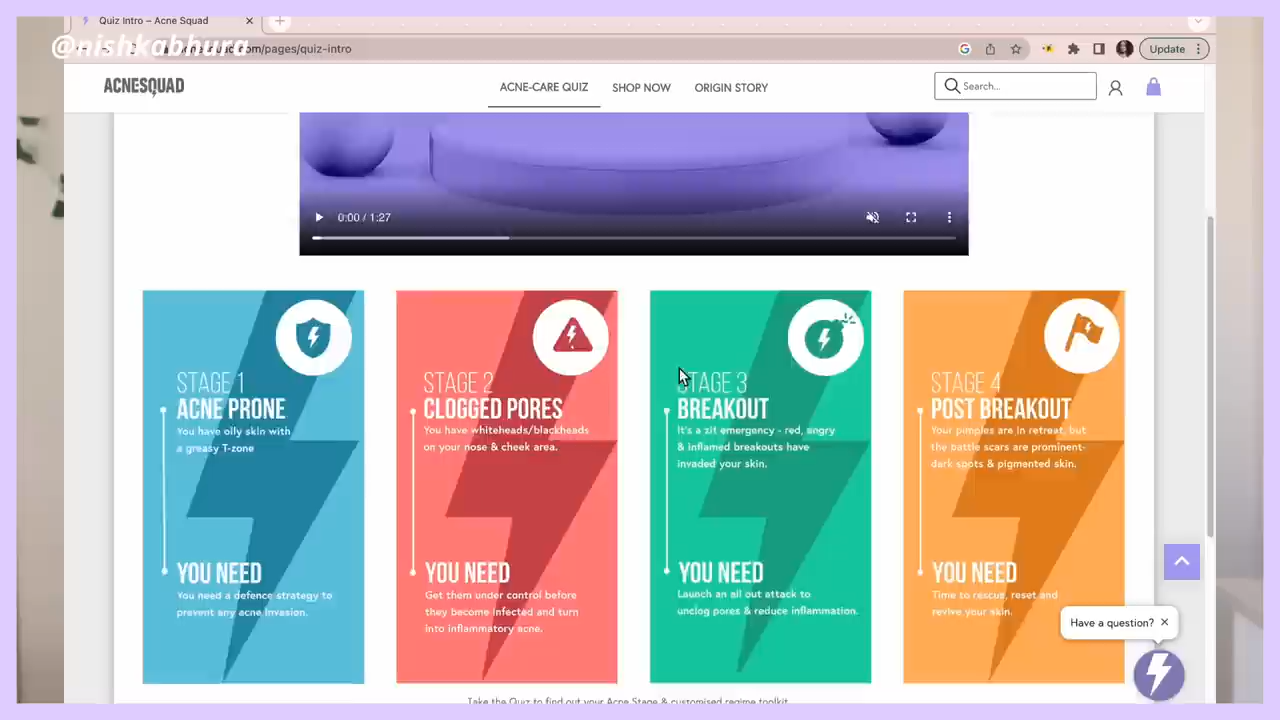 Quiz Intro – Acne Squad
@nishkabhura
.com/pages/quiz-intro
Update
ACNESQUAD
ACNE-CARE QUIZ
SHOP NOW
ORIGIN STORY
Search...
0:00 / 1:27
STAGE 1
ACNE PRONE
You have oily skin with
a greasy T-zone
YOU NEED
You need a defence strategy to
prevent any acne invasion.
STAGE 2
CLOGGED PORES
You have whiteheads/blackheads
on your nose & cheek area.
YOU NEED
Get them under control before
they become infected and turn
into inflammatory acne.
STAGE 3
BREAKOUT
It's a zit emergency - red, angry
& inflamed breakouts have
invaded your skin.
YOU NEED
Launch an all out attack to
unclog pores & reduce inflammation.
STAGE 4
POST BREAKOUT
Your pimples are in retreat, but
the battle scars are prominent-
dark spots & pigmented skin.
YOU NEED
Time to rescue, reset and
revive your skin.
Have a question?
Take the Quiz to find out your Acne Stage & customised regime toolkit